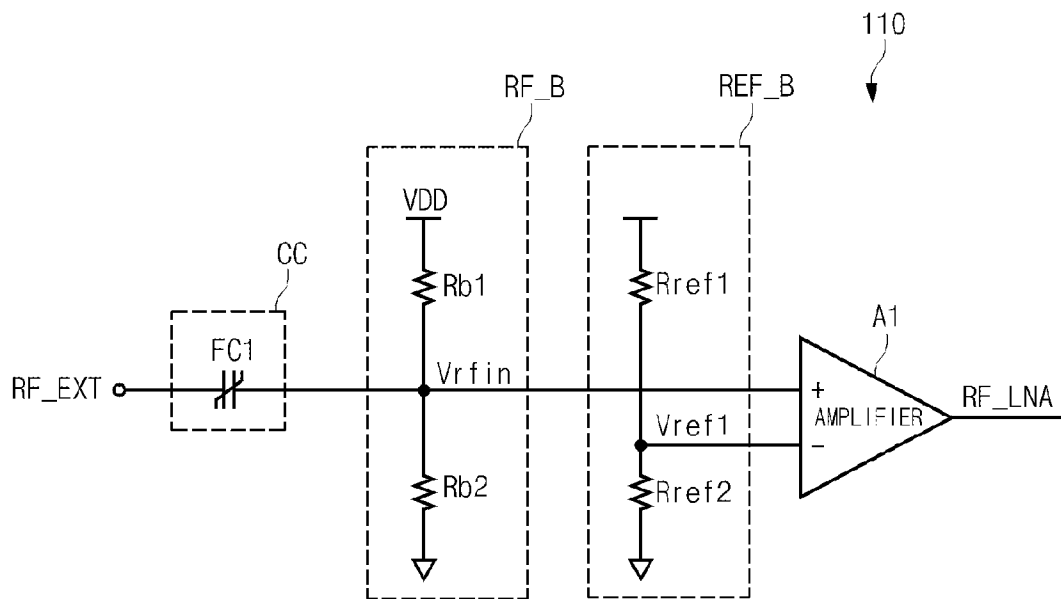 110
RF_B
REF_B
VDD
CC
Rb1
Rref1
A1
FC1
RF_EXT
Vrfin
+
AMPLIFIER
RF_LNA
Vref1
−
Rb2
Rref2